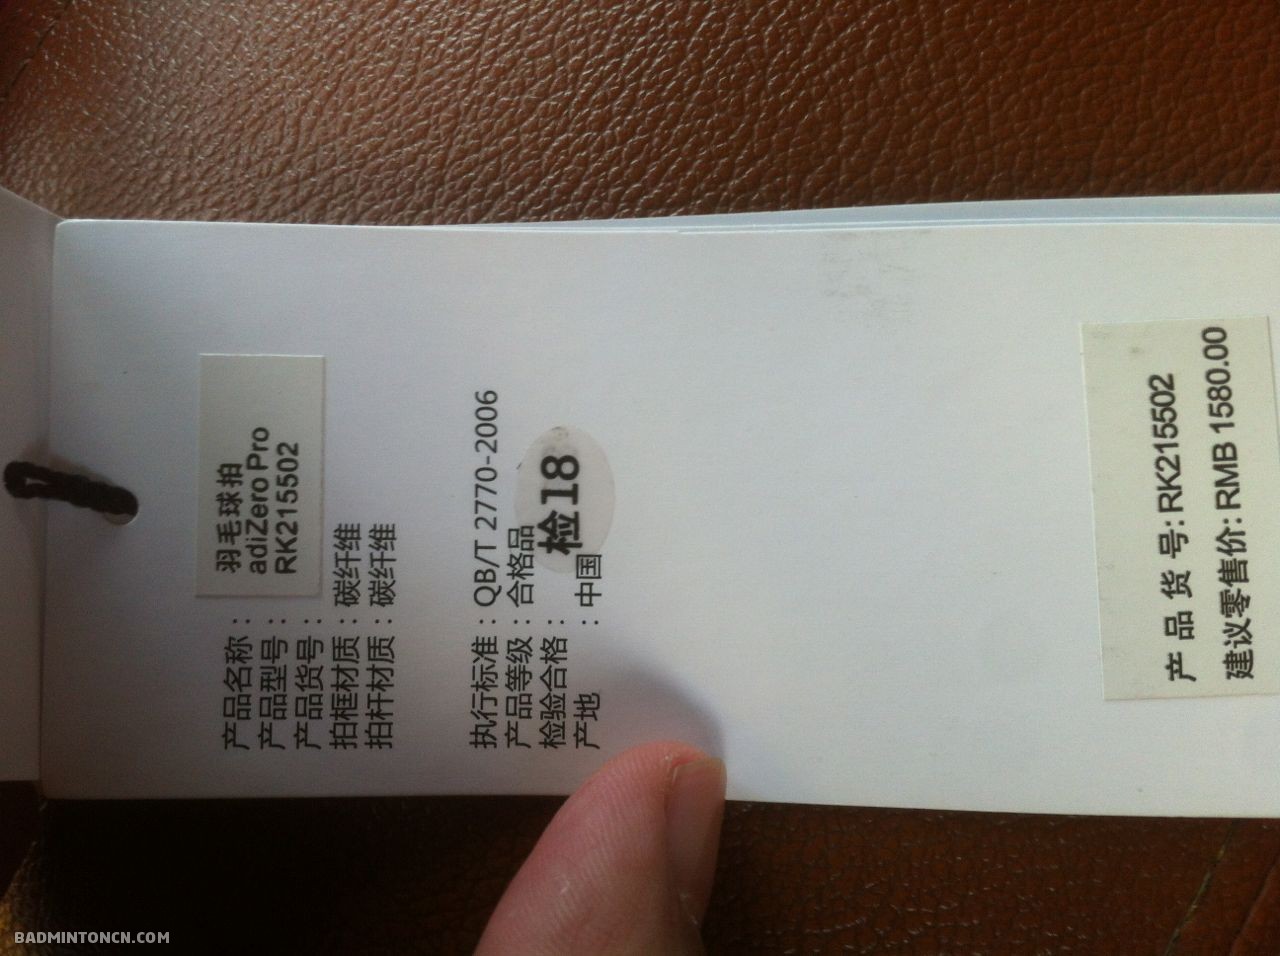 产品名称：羽毛球拍
产品型号：adiZero Pro
产品货号：RK215502
拍框材质：碳纤维
拍杆材质：碳纤维
执行标准：QB/T 2770-2006
产品等级：合格品
检验合格：检18
产地：中国
产品货号: RK215502
建议零售价: RMB 1580.00
BADMINTONCN.COM